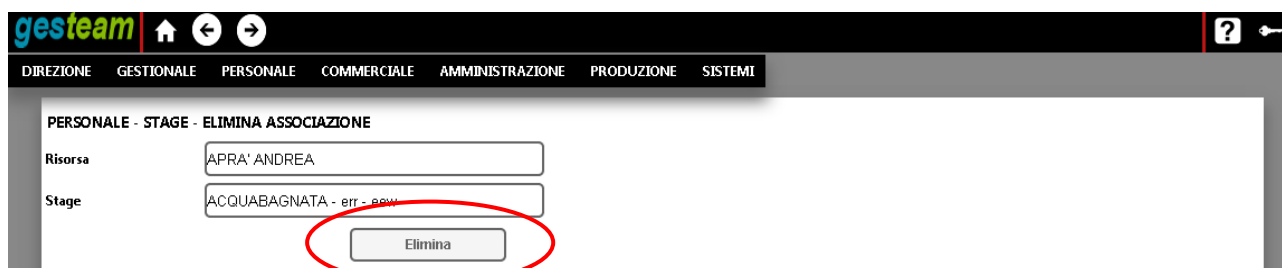 gesteam
?
DIREZIONE GESTIONALE PERSONALE COMMERCIALE AMMINISTRAZIONE PRODUZIONE SISTEMI
PERSONALE - STAGE - ELIMINA ASSOCIAZIONE
Risorsa APRA' ANDREA
Stage ACQUABAGNATA - err - eew
Elimina